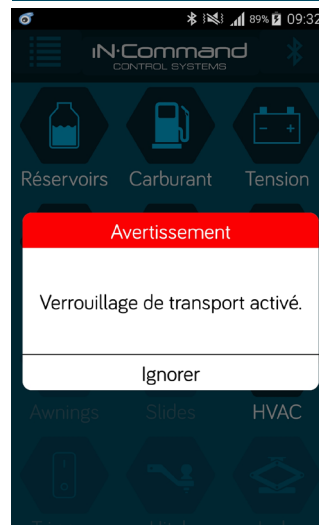 89% 09:32
iN·Command
CONTROL SYSTEMS
Réservoirs Carburant Tension
Avertissement
Verrouillage de transport activé.
Ignorer
Awnings Slides HVAC